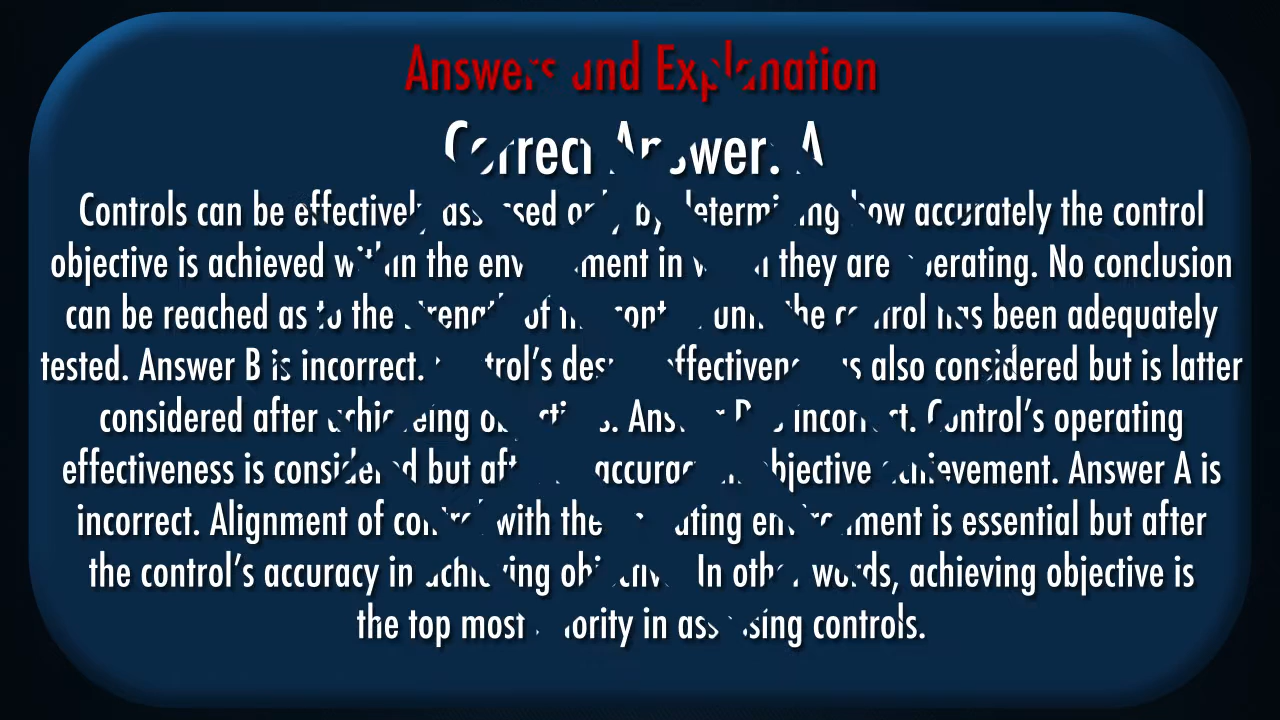 Answers and Explanation
Correct Answer: A
Controls can be effectively assessed only by determining how accurately the control
objective is achieved within the environment in which they are operating. No conclusion
can be reached as to the strength of the control until the control has been adequately
tested. Answer B is incorrect. Control's design effectiveness is also considered but is latter
considered after achieving objectives. Answer D is incorrect. Control's operating
effectiveness is considered but after accuracy objective achievement. Answer A is
incorrect. Alignment of control with the operating environment is essential but after
the control's accuracy in achieving objective. In other words, achieving objective is
the top most priority in assessing controls.